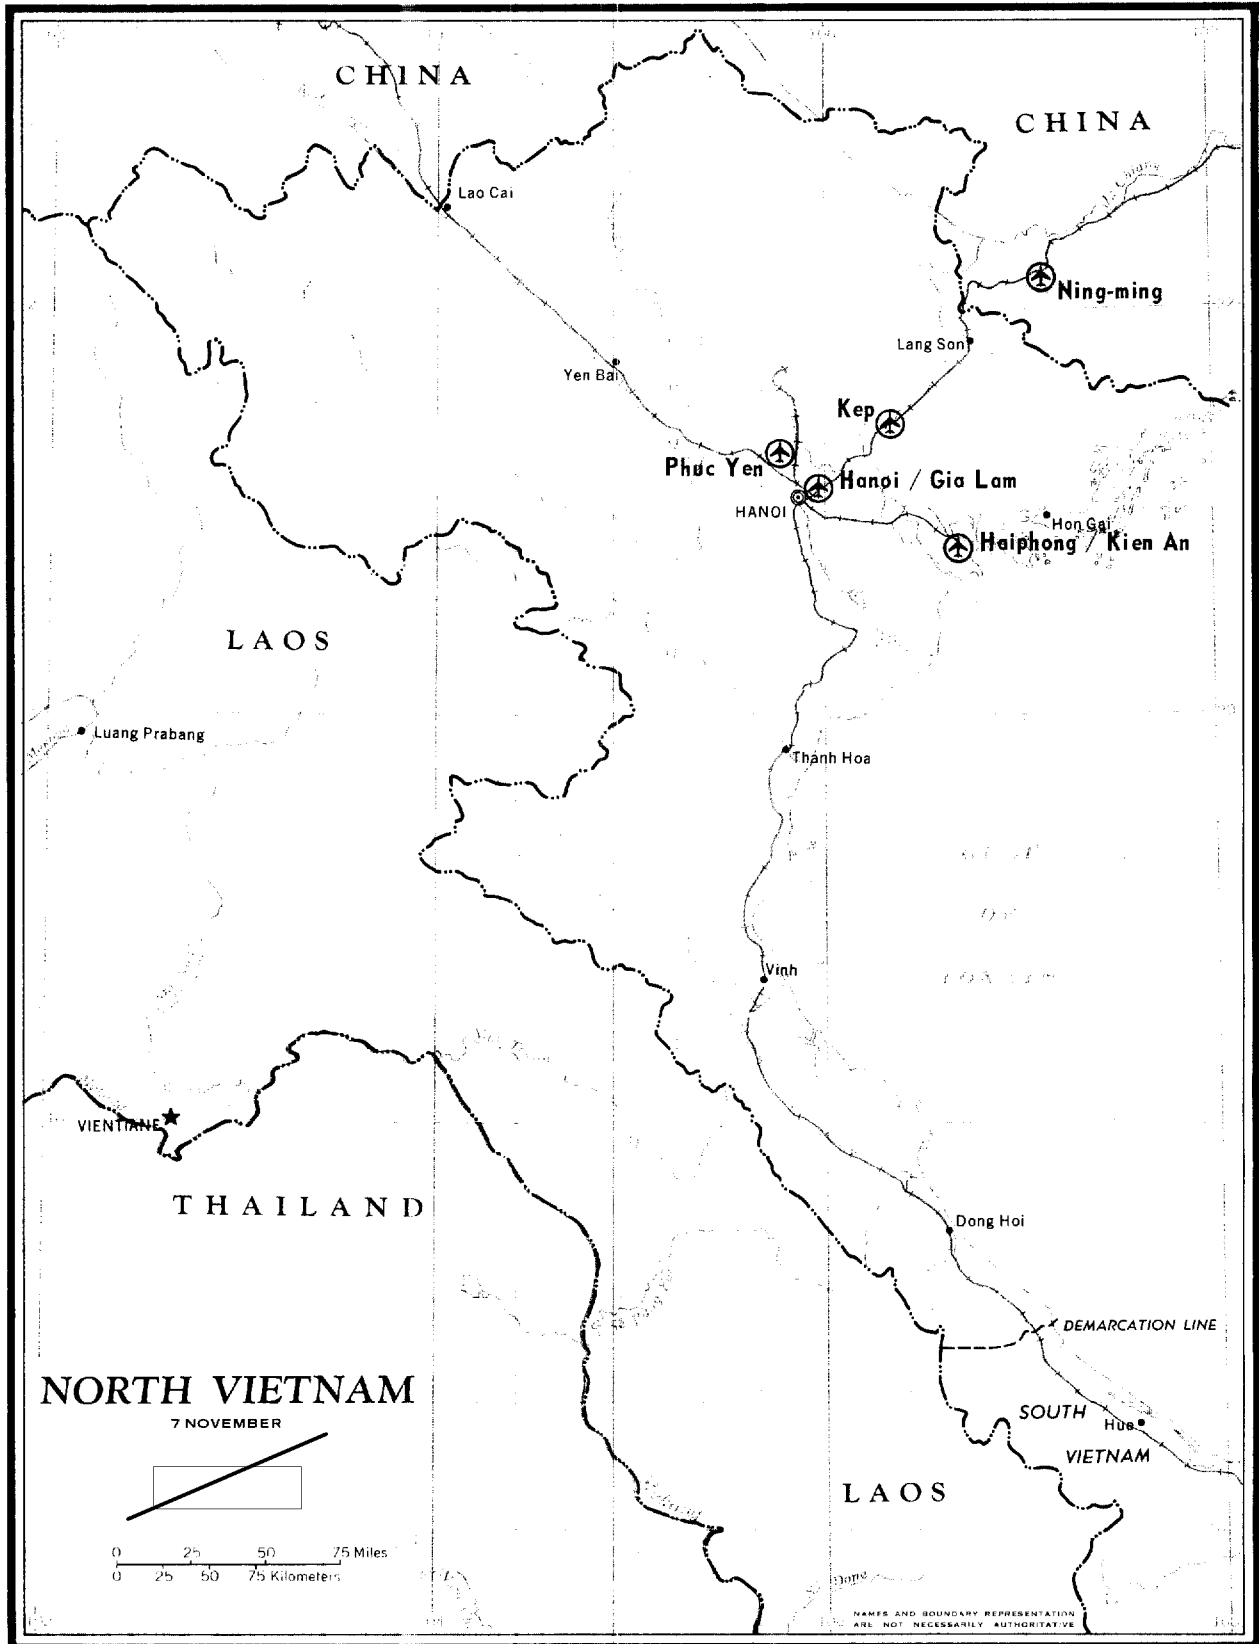 CHINA
CHINA
Lao Cai
Ning-ming
Lang Son
Yen Bai
Kep
Phuc Yen
Hanoi / Gia Lam
HANOI
Hon Gai
Haiphong / Kien An
LAOS
Luang Prabang
Thanh Hoa
Vinh
VIENTIANE
THAILAND
Dong Hoi
DEMARCATION LINE
NORTH VIETNAM
7 NOVEMBER
SOUTH
Hue
VIETNAM
LAOS
0 25 50 75 Miles
0 25 50 75 Kilometers
NAMES AND BOUNDARY REPRESENTATION
ARE NOT NECESSARILY AUTHORITATIVE